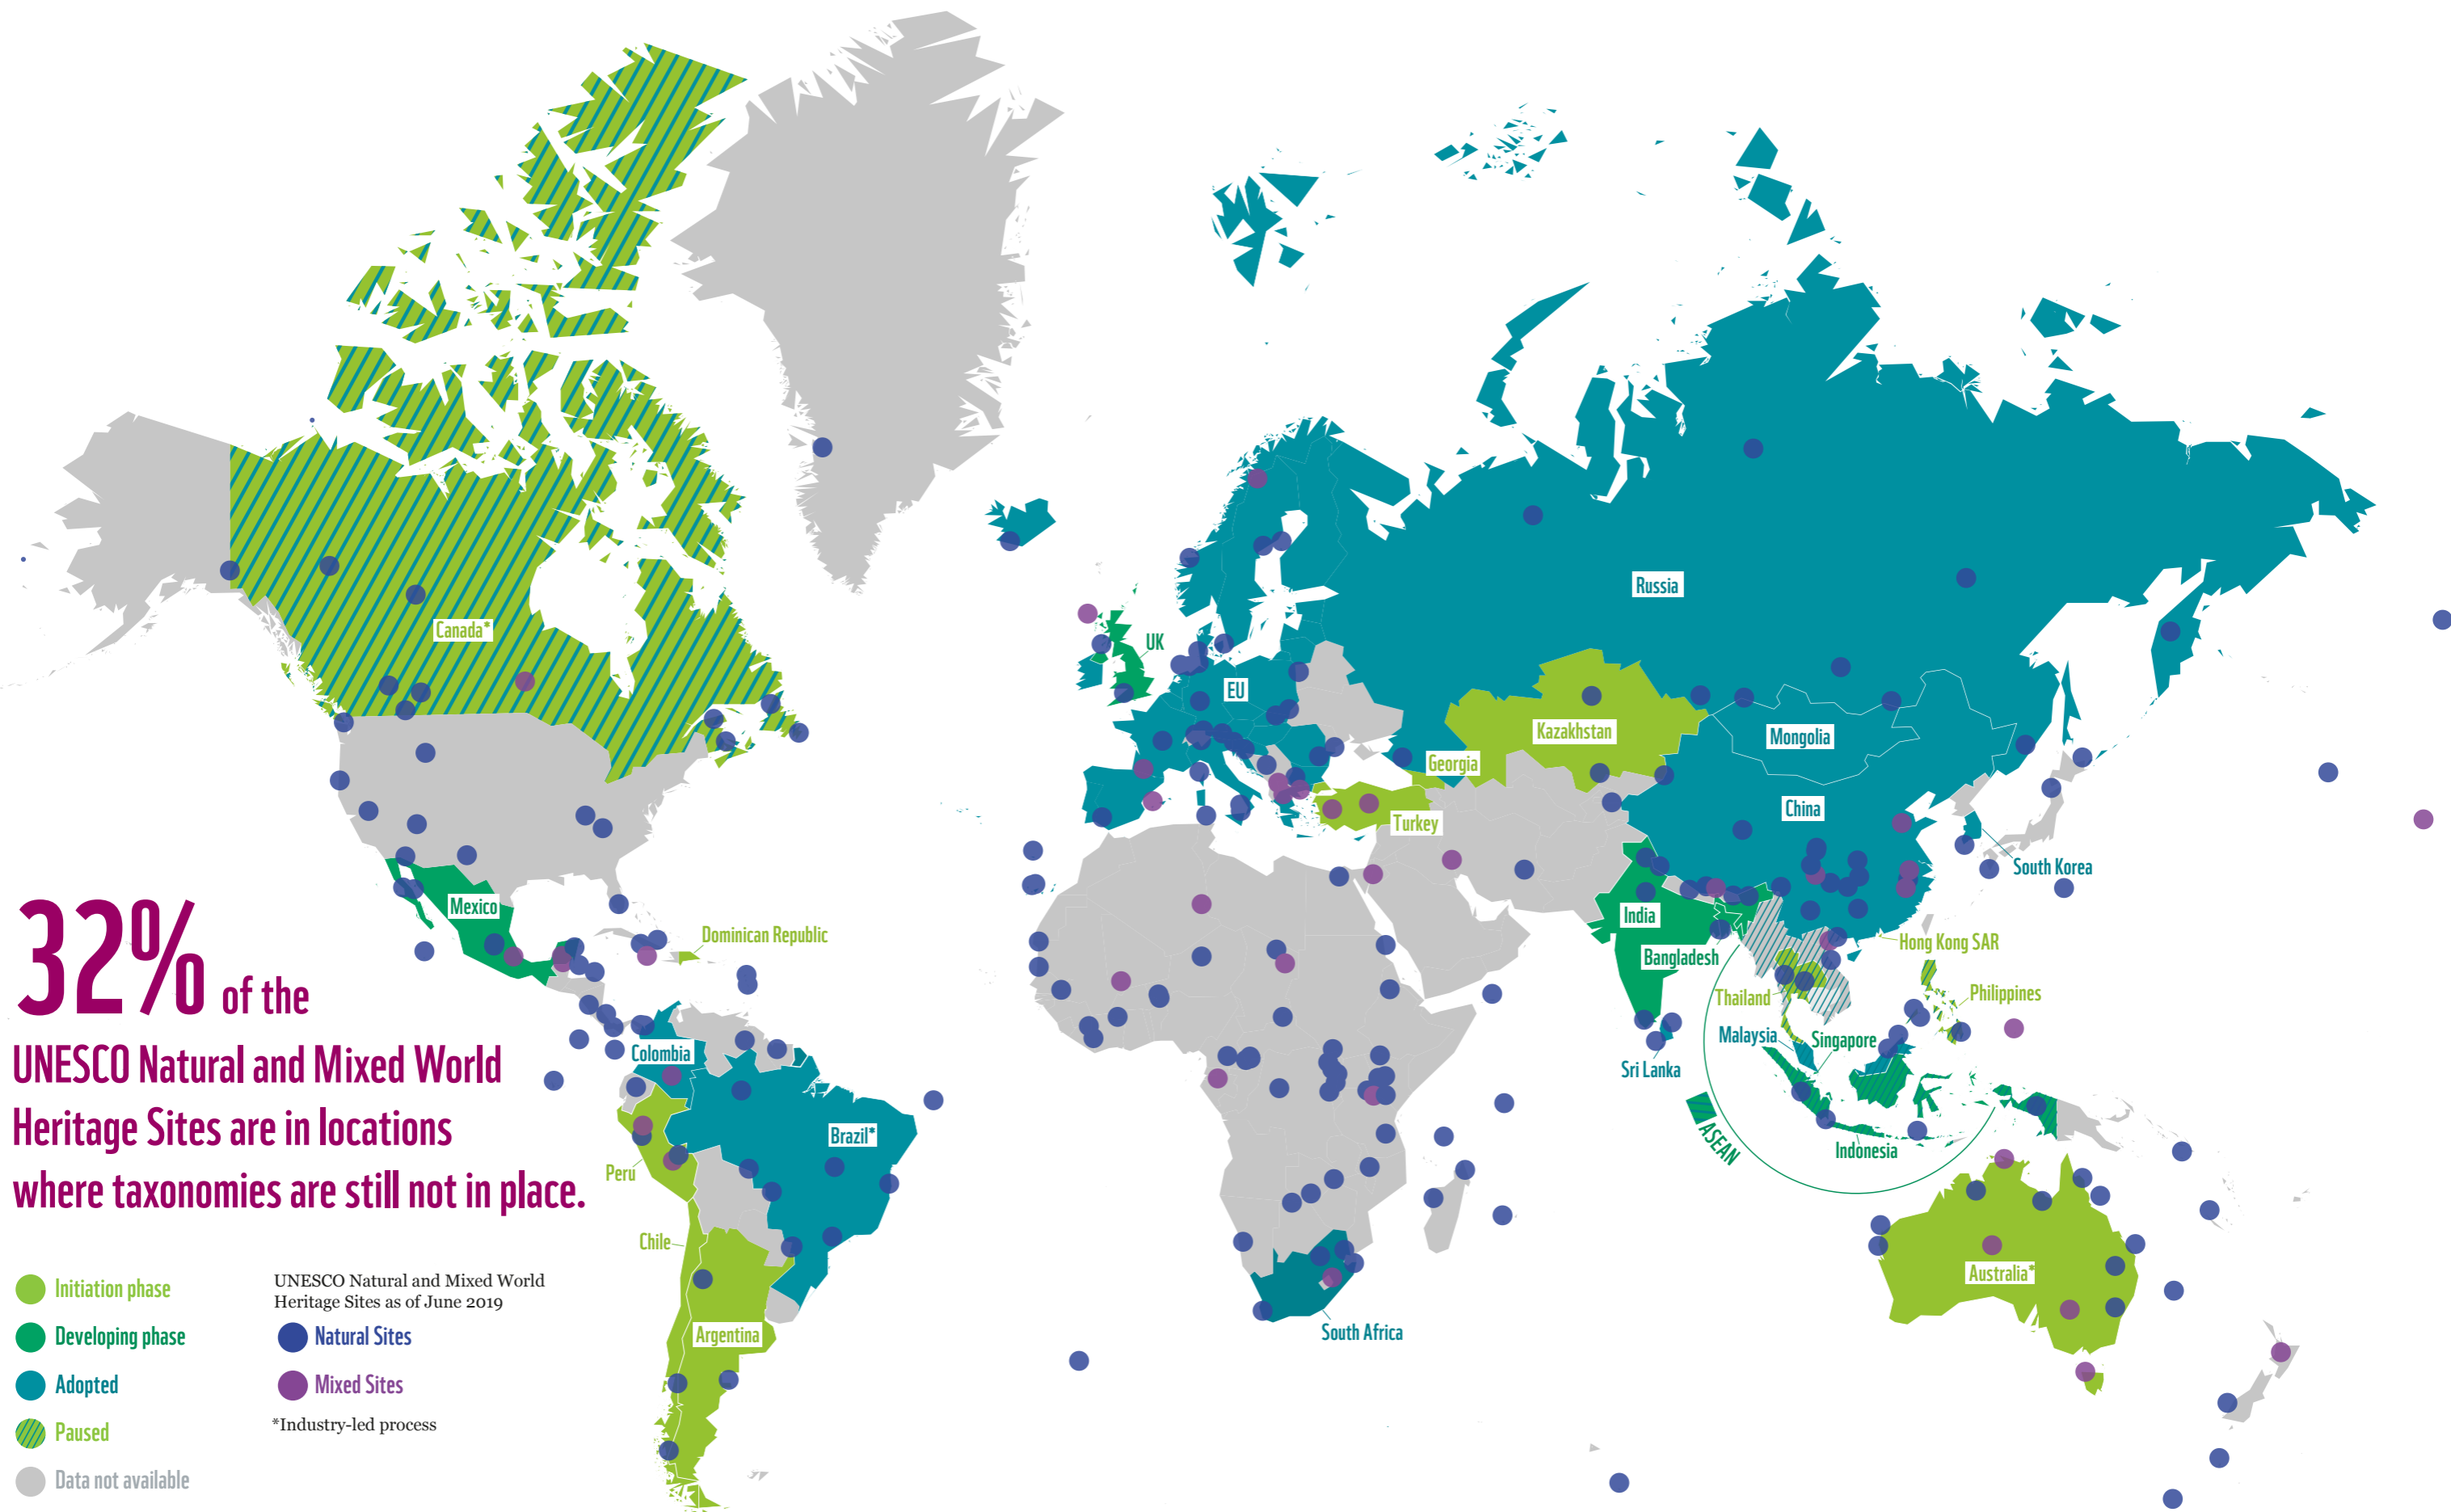 Canada*
Russia
UK
EU
Kazakhstan
Mongolia
Georgia
China
Turkey
South Korea
Mexico
India
Dominican Republic
Hong Kong SAR
Bangladesh
Thailand
Philippines
Malaysia
Singapore
Colombia
Sri Lanka
Brazil*
ASEAN
Indonesia
Peru
Chile
Australia*
South Africa
Argentina
32% of the
UNESCO Natural and Mixed World
Heritage Sites are in locations
where taxonomies are still not in place.
Initiation phase
Developing phase
Adopted
Paused
Data not available
UNESCO Natural and Mixed World
Heritage Sites as of June 2019
Natural Sites
Mixed Sites
*Industry-led process